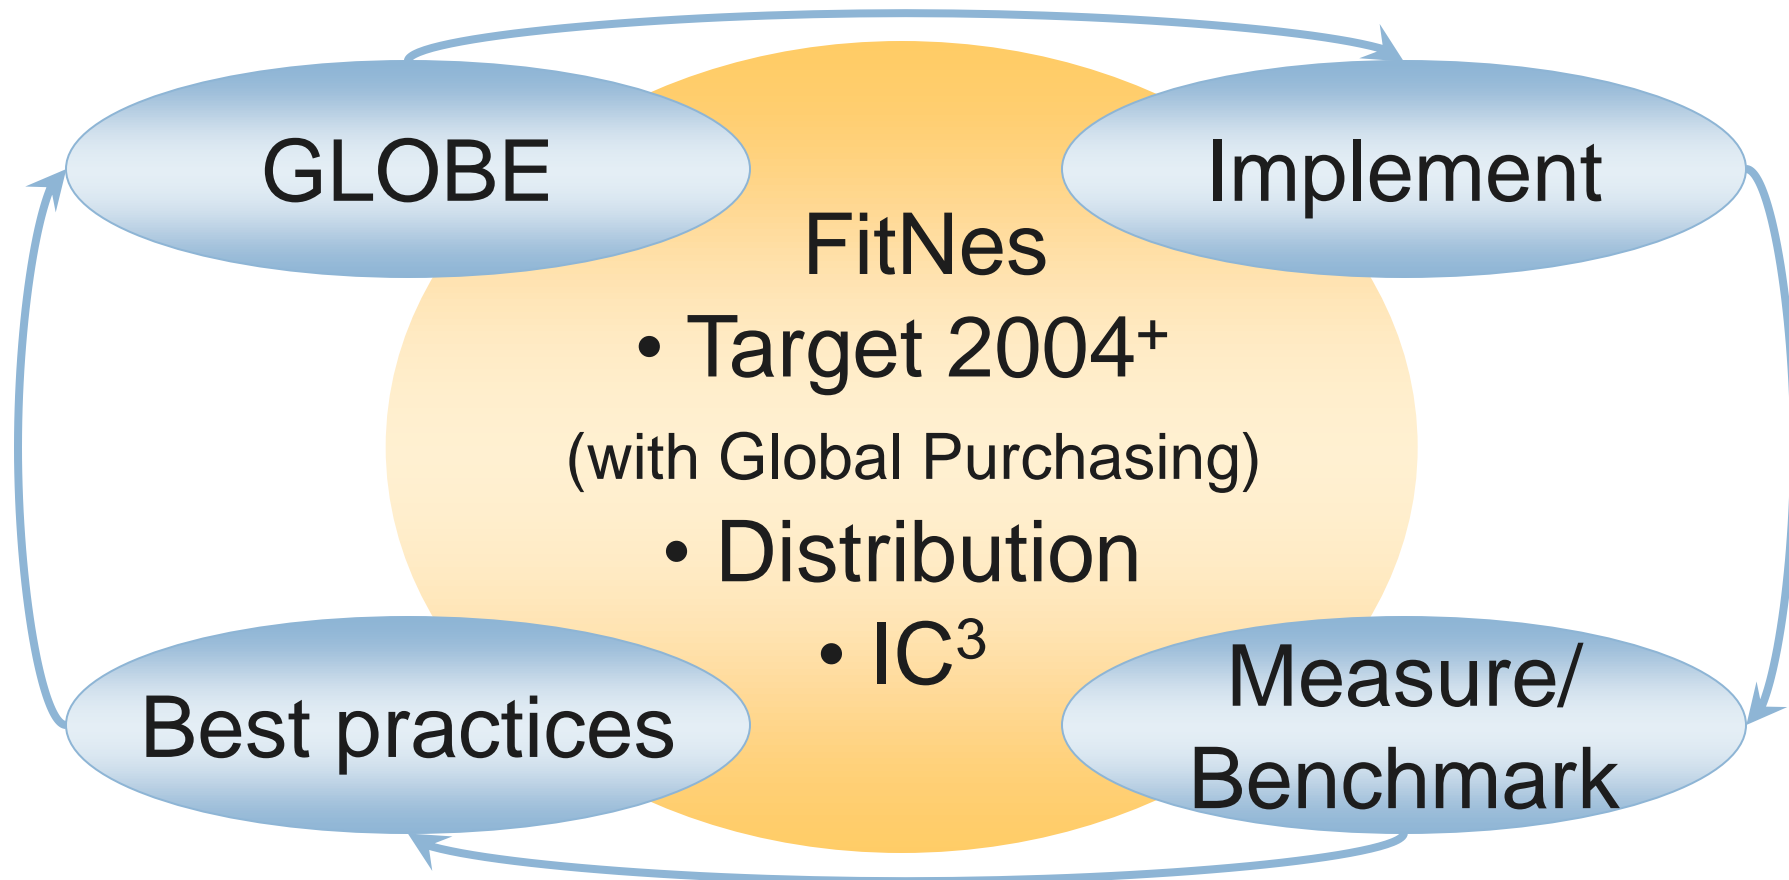 GLOBE
Implement
FitNes
• Target 2004⁺
(with Global Purchasing)
• Distribution
• IC³
Best practices
Measure/
Benchmark